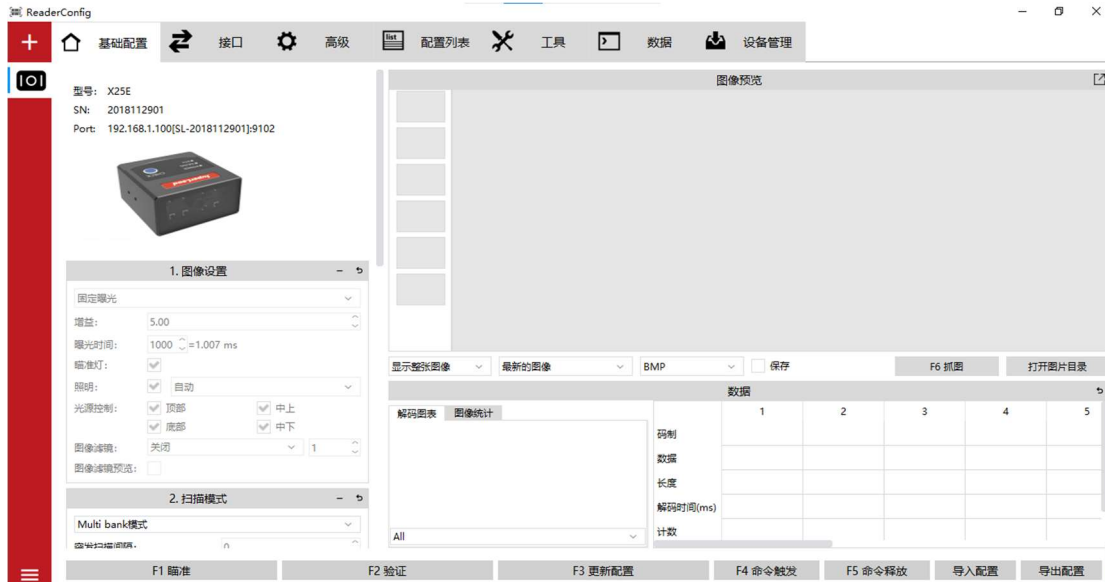 ReaderConfig
基础配置 接口 高级 list 配置列表 工具 数据 设备管理
型号: X25E
SN: 2018112901
Port: 192.168.1.100[SL-2018112901]:9102
图像预览
1. 图像设置
固定曝光
增益: 5.00
曝光时间: 1000 =1.007 ms
瞄准灯:
照明: 自动
光源控制: 顶部 中上
底部 中下
图像滤镜: 关闭 1
图像滤镜预览:
2. 扫描模式
Multi bank模式
突发扫描间隔: 0
显示整张图像 最新的图像 BMP 保存 F6 抓图 打开图片目录
数据
解码图表 图像统计
All
1 2 3 4 5
码制
数据
长度
解码时间(ms)
计数
F1 瞄准 F2 验证 F3 更新配置 F4 命令触发 F5 命令释放 导入配置 导出配置